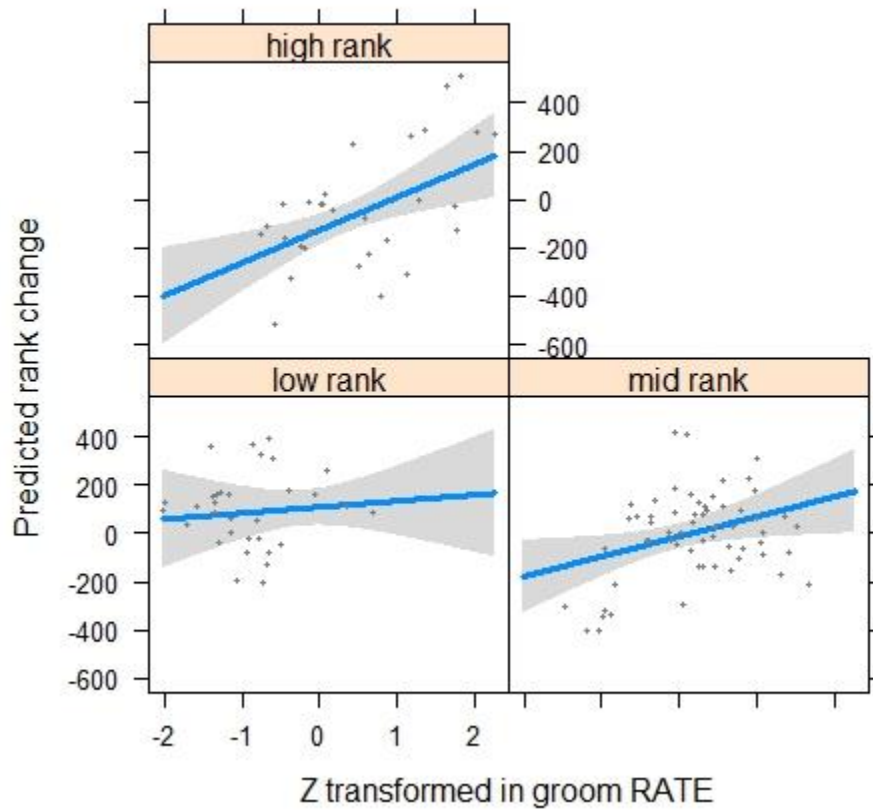 high rank
400
200
0
-200
-400
-600
Predicted rank change
low rank
mid rank
400
200
0
-200
-400
-600
-2 -1 0 1 2
Z transformed in groom RATE